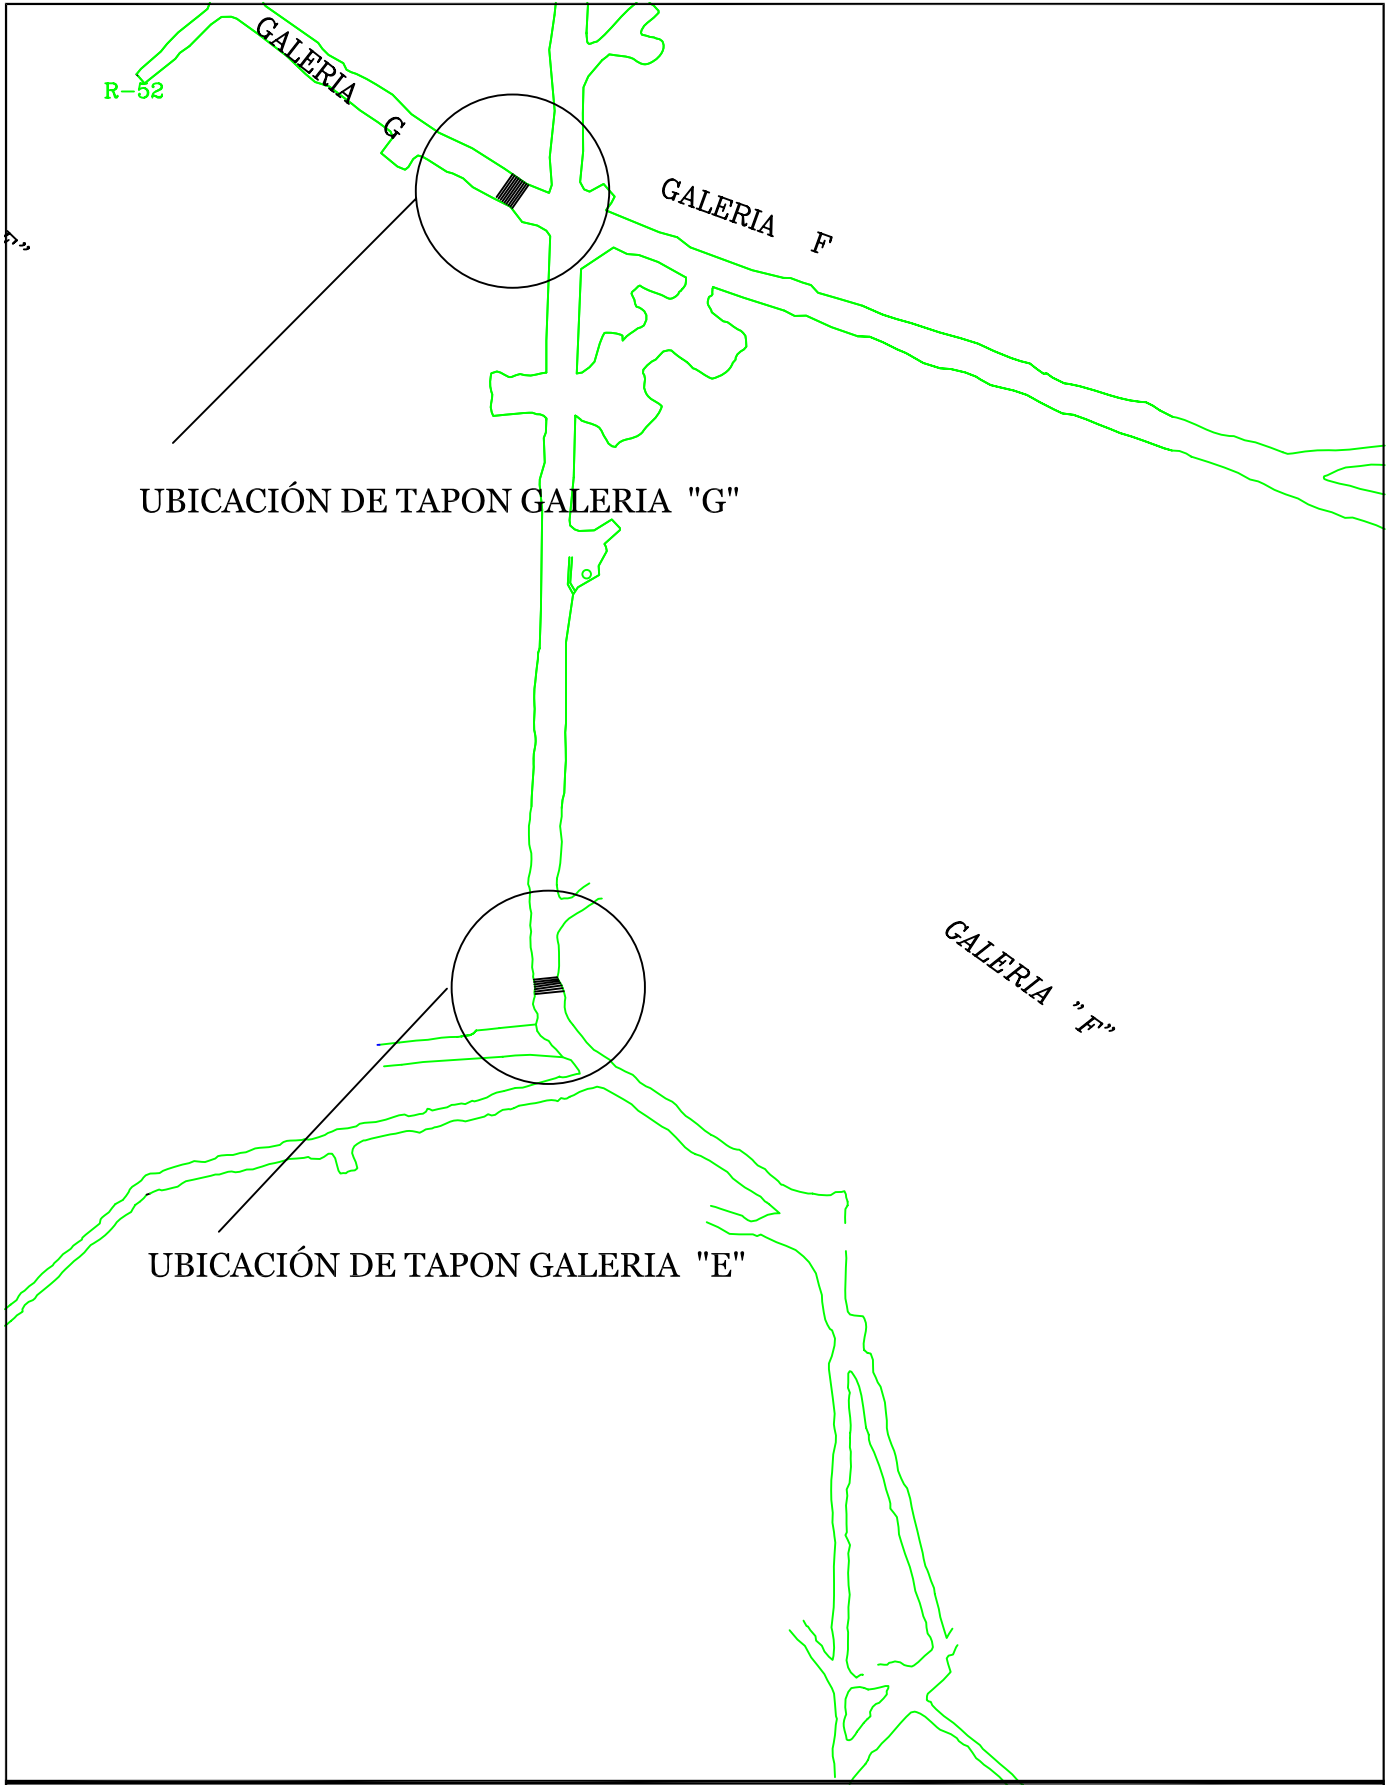 GALERIA G
R-52
GALERIA F
F”
UBICACIÓN DE TAPON GALERIA "G"
GALERIA ”F”
UBICACIÓN DE TAPON GALERIA "E"